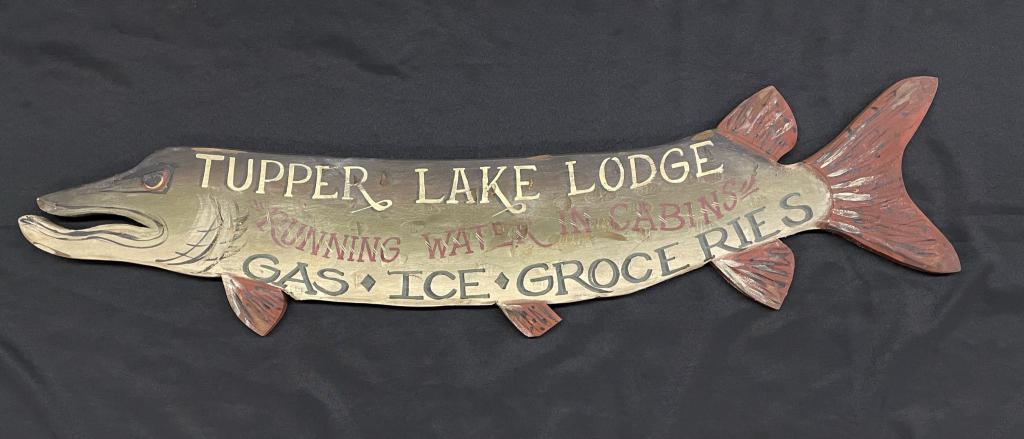 TUPPER LAKE LODGE
"RUNNING WATER IN CABINS"
GAS · ICE · GROCERIES